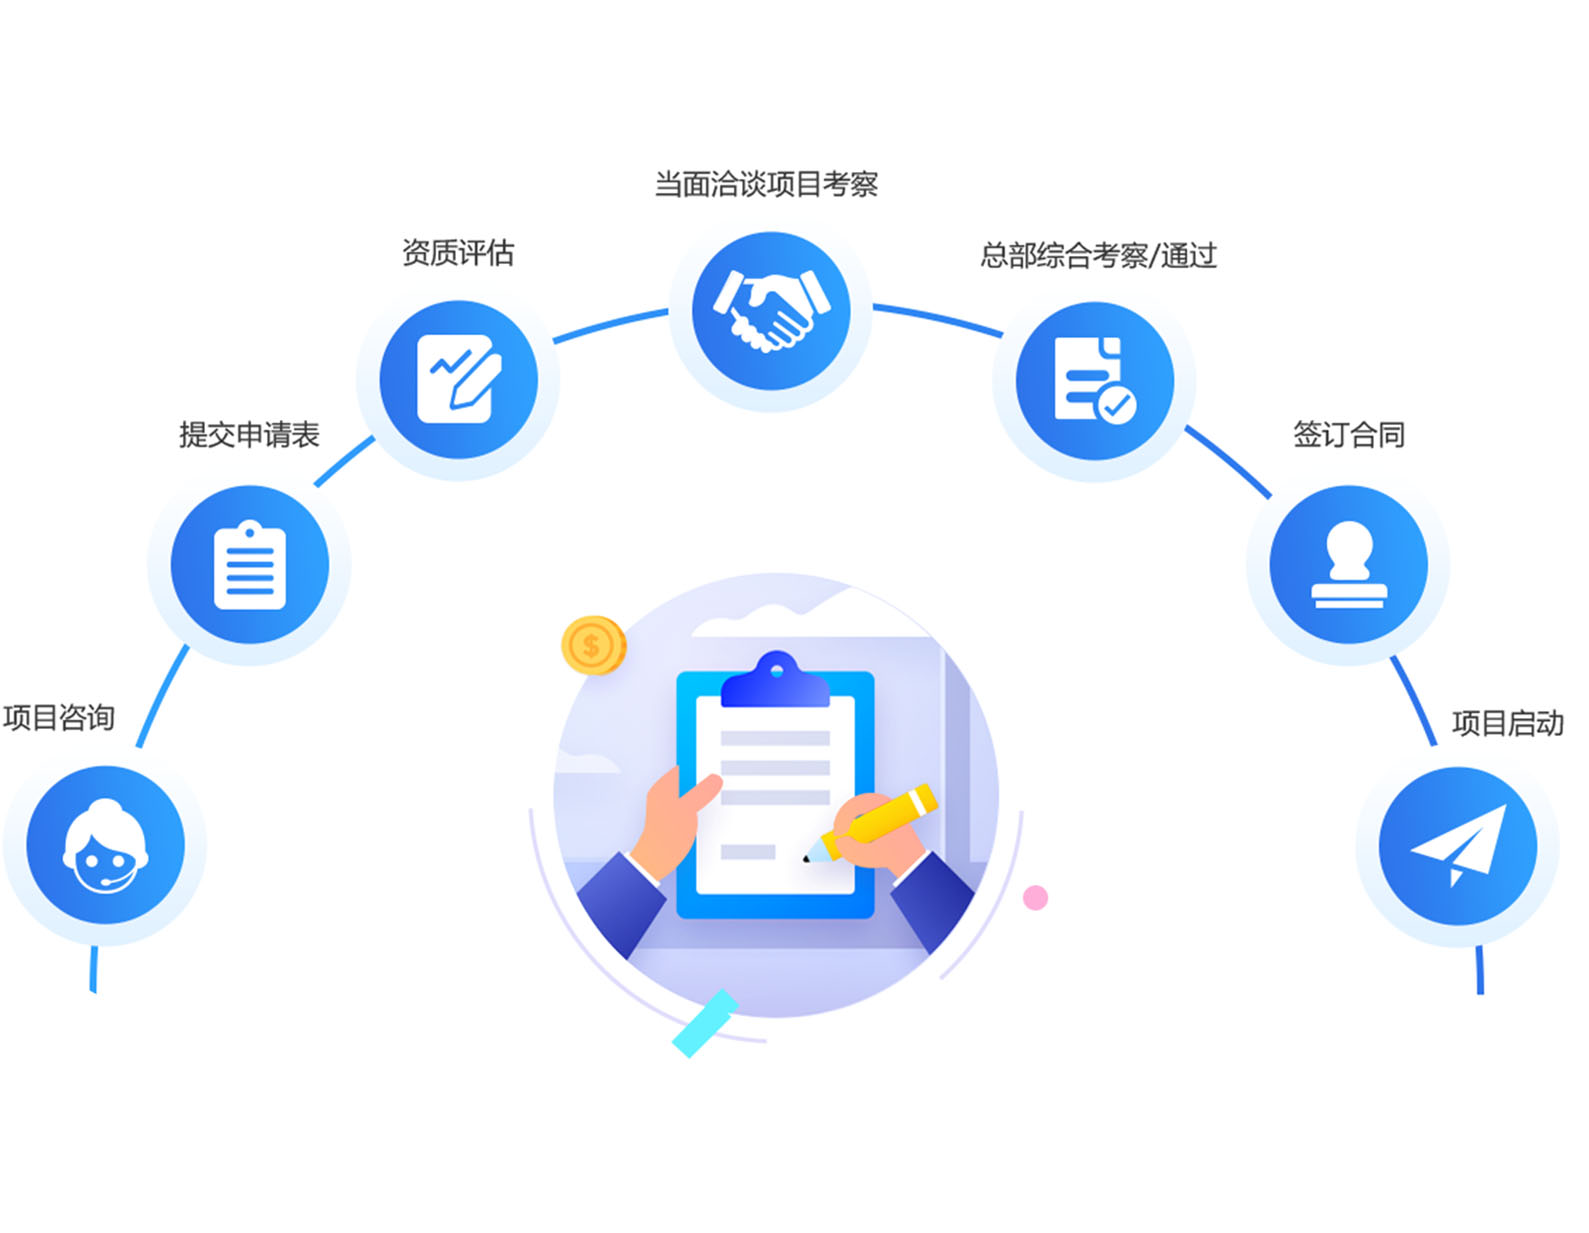 项目咨询
提交申请表
资质评估
当面洽谈项目考察
总部综合考察/通过
签订合同
项目启动
$